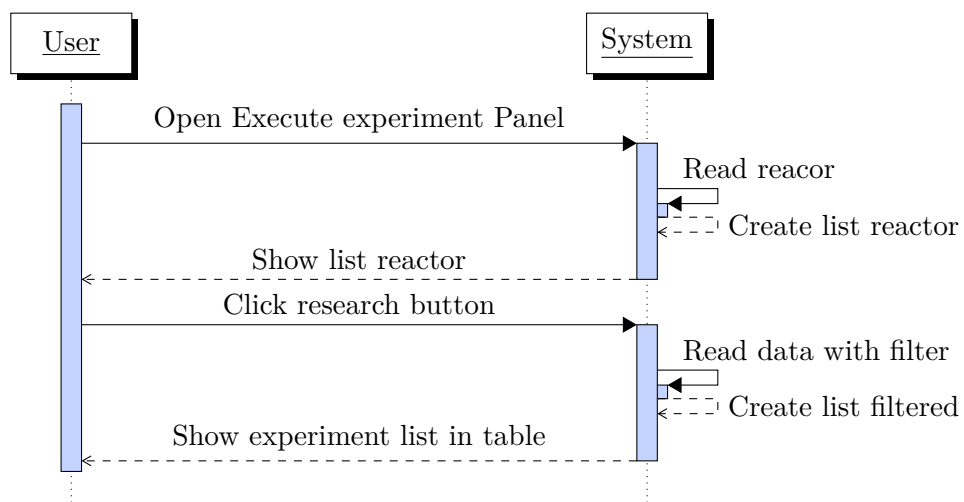 User
System
Open Execute experiment Panel
Read reacor
Create list reactor
Show list reactor
Click research button
Read data with filter
Create list filtered
Show experiment list in table